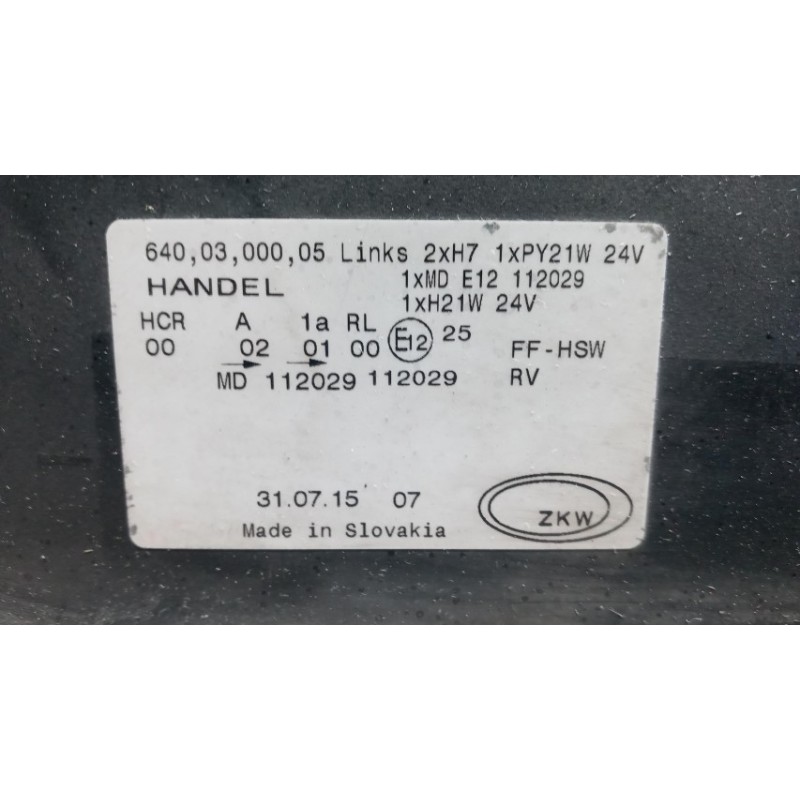 640,03,000,05 Links 2xH7 1xPY21W 24V
HANDEL 1xMD E12 112029
1xH21W 24V
HCR A 1a RL
00 02 01 00 E12 25 FF-HSW
MD 112029 112029 RV
31.07.15 07
Made in Slovakia
ZKW